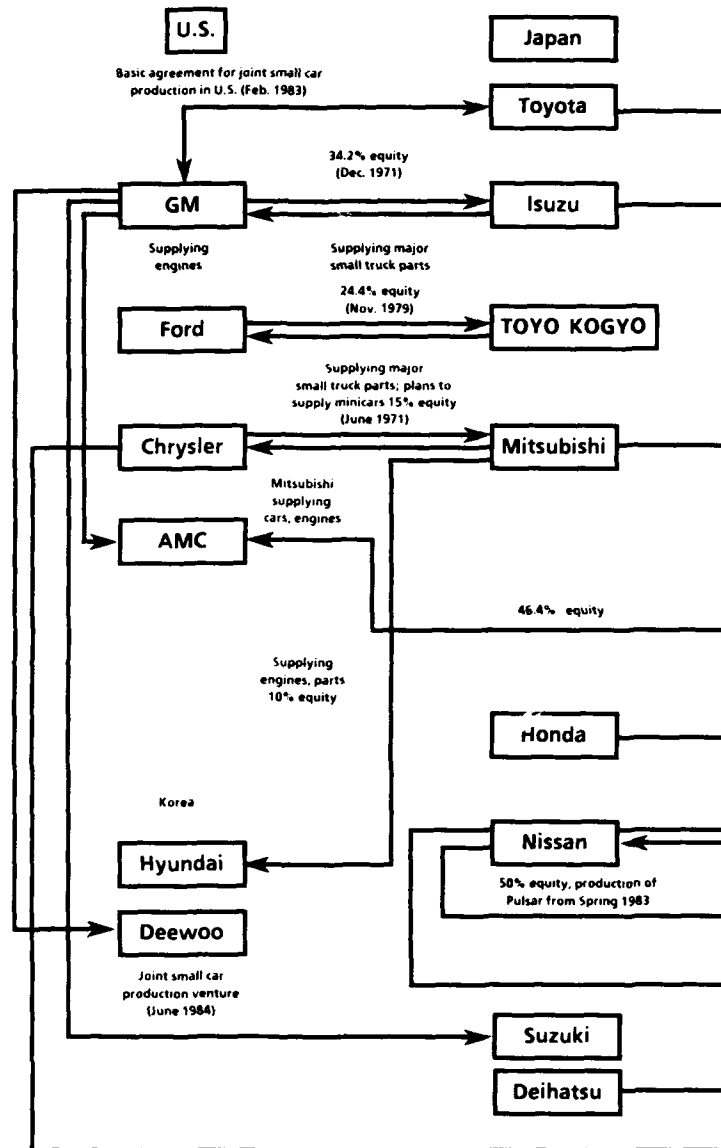 U.S.
Japan
Basic agreement for joint small car
production in U.S. (Feb. 1983)
Toyota
34.2% equity
(Dec. 1971)
GM
Isuzu
Supplying
engines
Supplying major
small truck parts
24.4% equity
(Nov. 1979)
Ford
TOYO KOGYO
Supplying major
small truck parts; plans to
supply minicars 15% equity
(June 1971)
Chrysler
Mitsubishi
Mitsubishi
supplying
cars, engines
AMC
46.4% equity
Supplying
engines, parts
10% equity
Honda
Korea
Hyundai
Nissan
50% equity, production of
Pulsar from Spring 1983
Deewoo
Joint small car
production venture
(June 1984)
Suzuki
Deihatsu